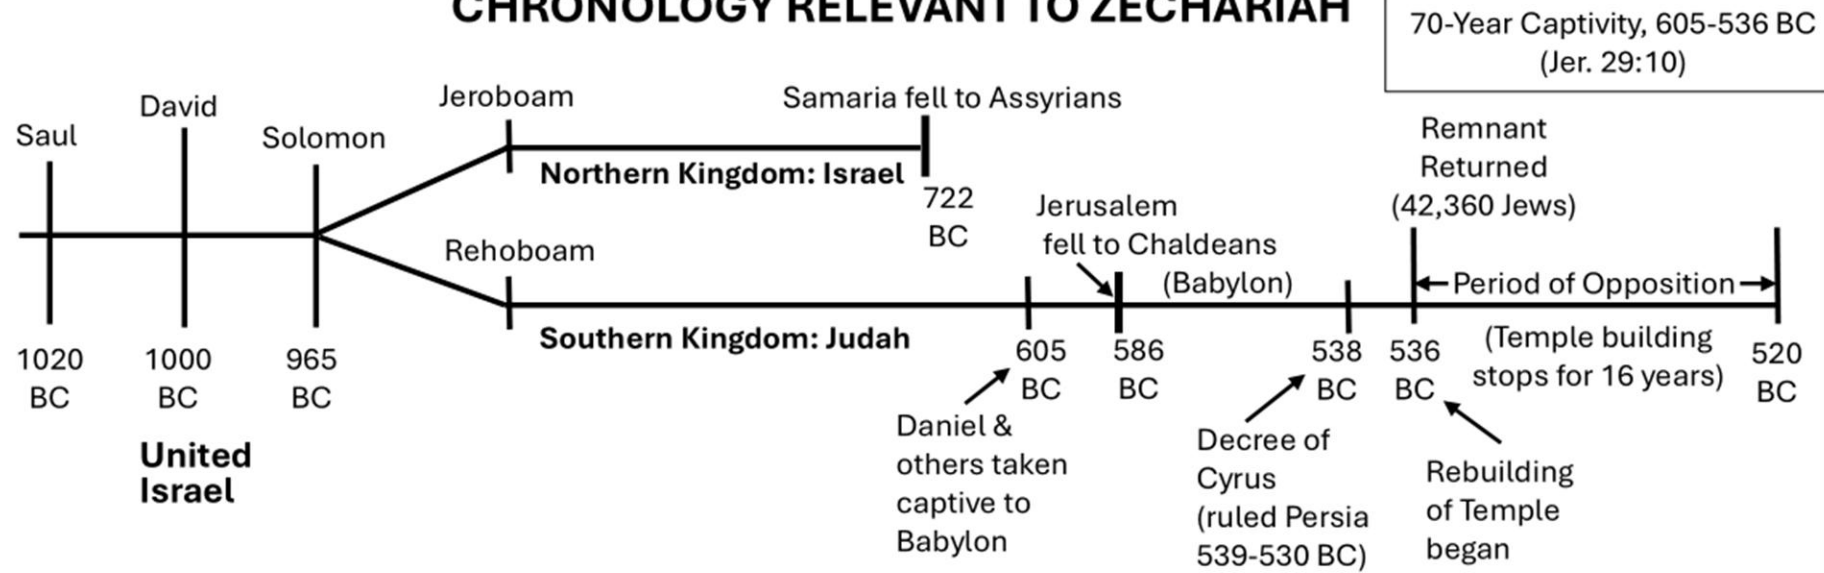 CHRONOLOGY RELEVANT TO ZECHARIAH
70-Year Captivity, 605-536 BC
(Jer. 29:10)
Saul
David
Solomon
Jeroboam
Samaria fell to Assyrians
Northern Kingdom: Israel
722
BC
Rehoboam
Southern Kingdom: Judah
Jerusalem
fell to Chaldeans
(Babylon)
Remnant
Returned
(42,360 Jews)
Period of Opposition
(Temple building
stops for 16 years)
1020
BC
1000
BC
965
BC
United
Israel
605
BC
586
BC
538
BC
536
BC
520
BC
Daniel &
others taken
captive to
Babylon
Decree of
Cyrus
(ruled Persia
539-530 BC)
Rebuilding
of Temple
began